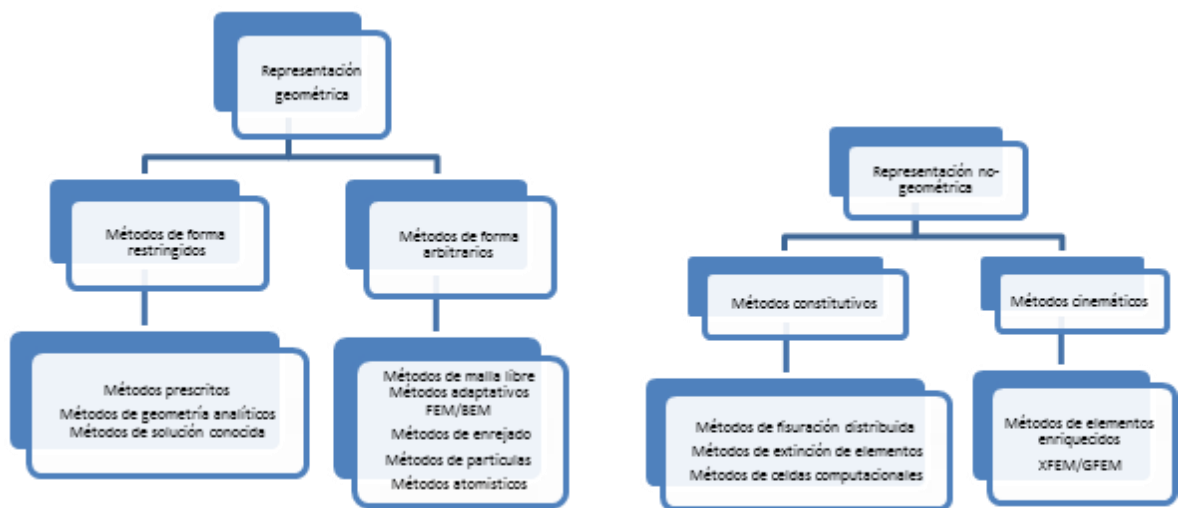 Representación
geométrica
Métodos de forma
restringidos
Métodos de forma
arbitrarios
Métodos prescritos
Métodos de geometría analíticos
Métodos de solución conocida
Métodos de malla libre
Métodos adaptativos
FEM/BEM
Métodos de enrejado
Métodos de partículas
Métodos atomísticos
Representación no-
geométrica
Métodos constitutivos
Métodos cinemáticos
Métodos de fisuración distribuida
Métodos de extinción de elementos
Métodos de celdas computacionales
Métodos de elementos
enriquecidos
XFEM/GFEM